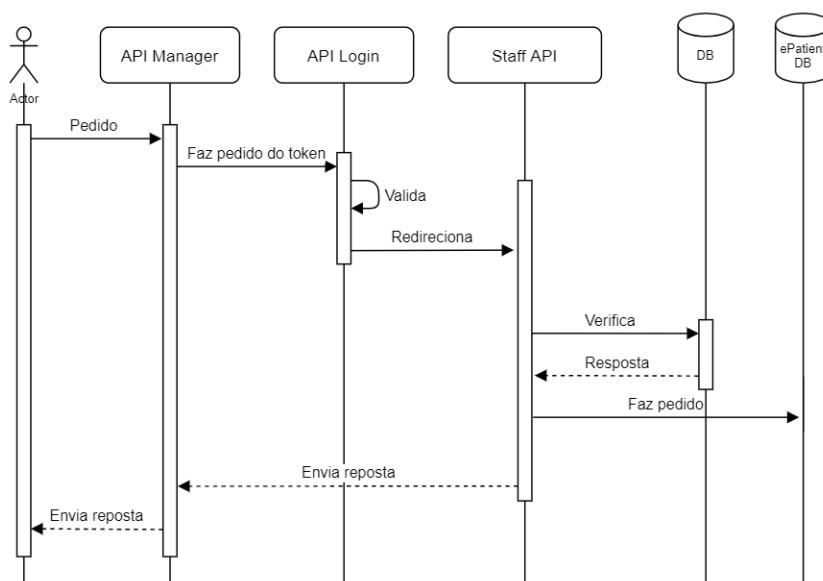 API Manager
API Login
Staff API
DB
ePatient
DB
Actor
Pedido
Faz pedido do token
Valida
Redireciona
Verifica
Resposta
Faz pedido
Envia reposta
Envia reposta